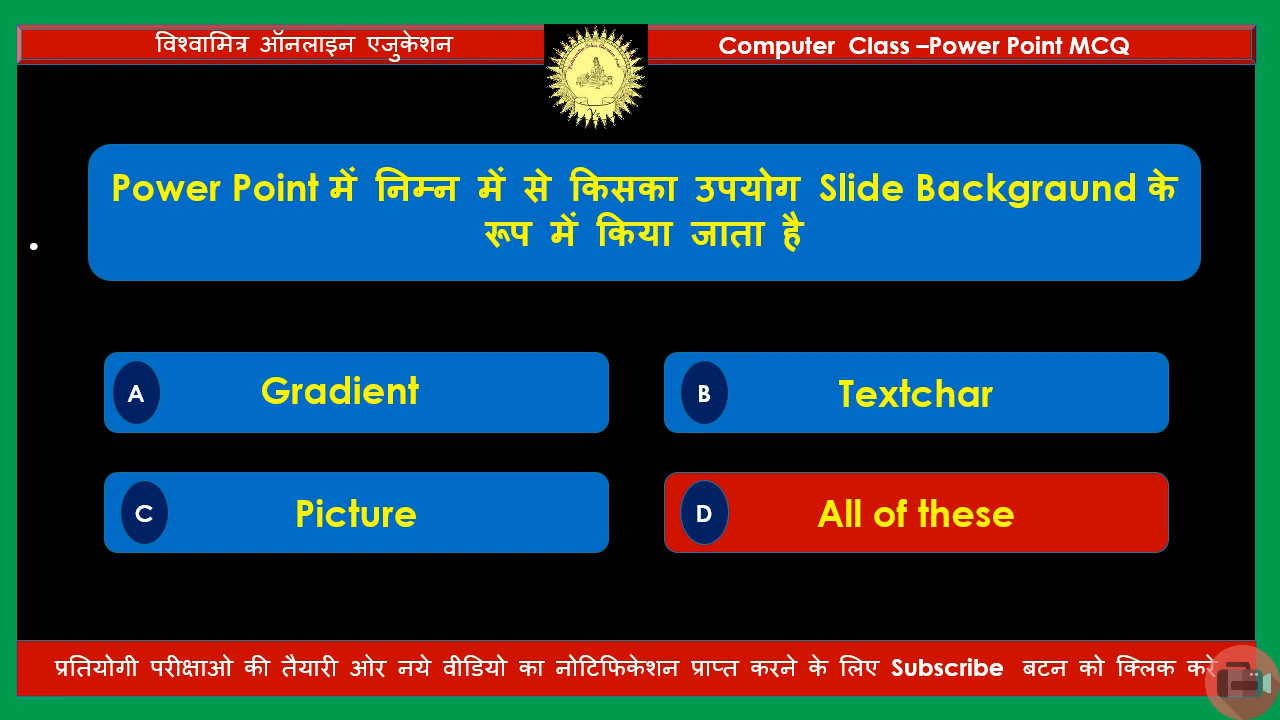 विश्वामित्र ऑनलाइन एजुकेशन
Computer Class –Power Point MCQ
Power Point में निम्न में से किसका उपयोग Slide Backgraund के
रूप में किया जाता है
A Gradient
B Textchar
C Picture
D All of these
प्रतियोगी परीक्षाओ की तैयारी ओर नये वीडियो का नोटिफिकेशन प्राप्त करने के लिए Subscribe बटन को क्लिक करे